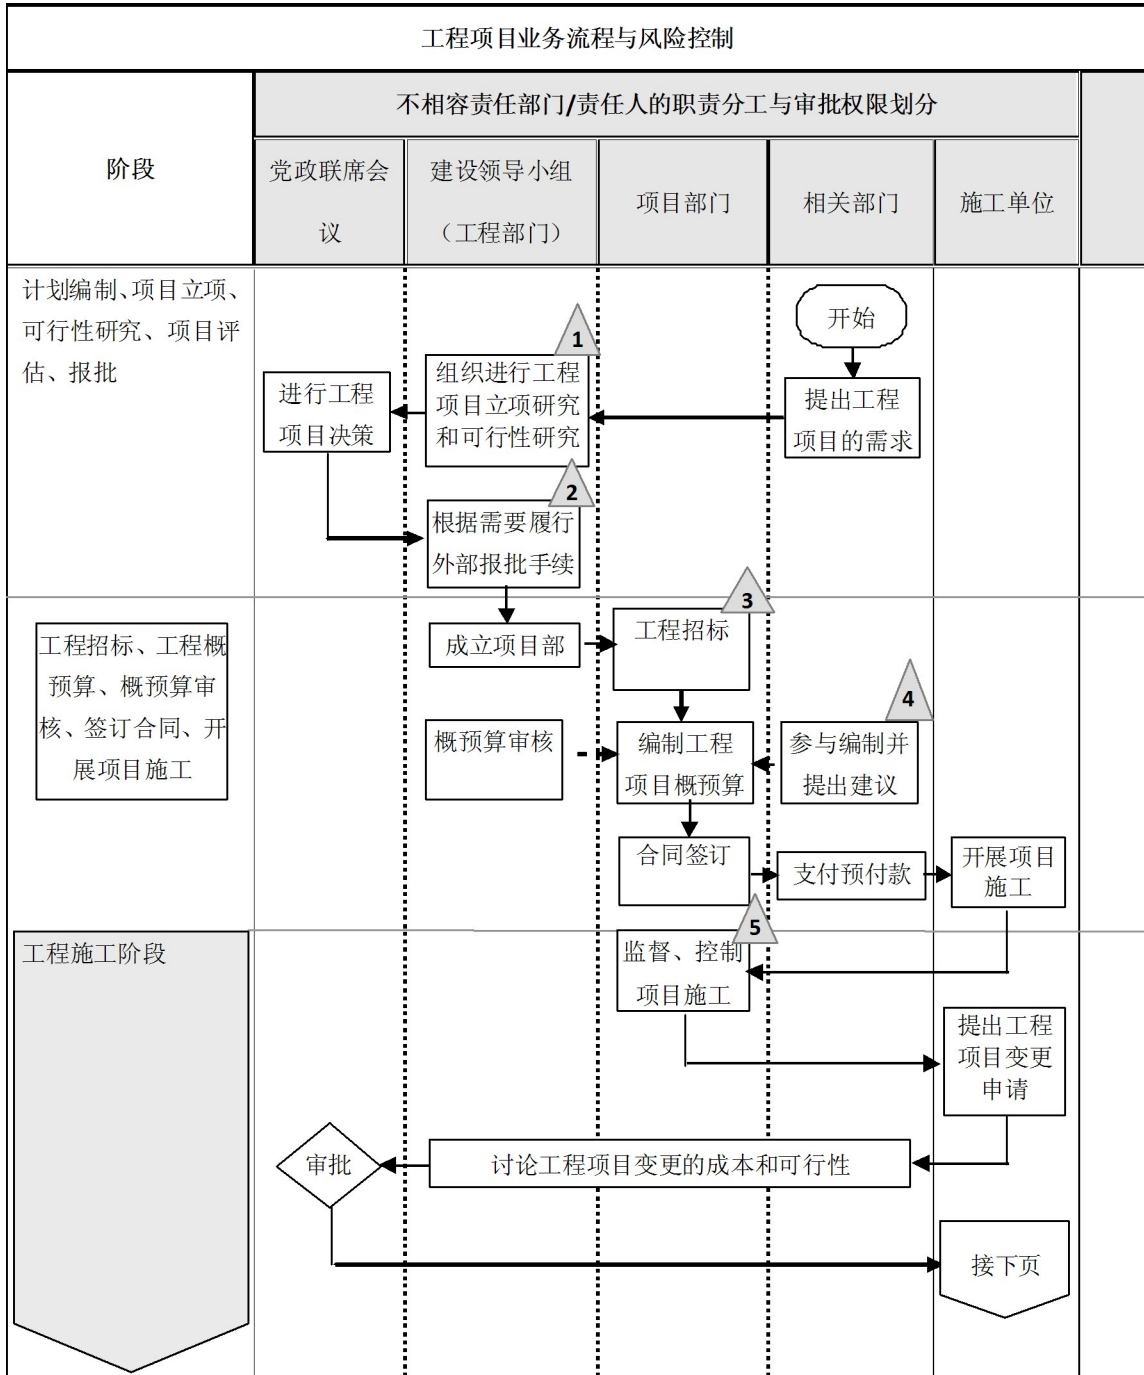 工程项目业务流程与风险控制
不相容责任部门/责任人的职责分工与审批权限划分
阶段
党政联席会
议
建设领导小组
（工程部门）
项目部门
相关部门
施工单位
计划编制、项目立项、
可行性研究、项目评
估、报批
开始
1
组织进行工程
项目立项研究
和可行性研究
进行工程
项目决策
提出工程
项目的需求
2
根据需要履行
外部报批手续
3
工程招标、工程概
预算、概预算审
核、签订合同、开
展项目施工
成立项目部
工程招标
4
概预算审核
编制工程
项目概预算
参与编制并
提出建议
合同签订
支付预付款
开展项目
施工
5
工程施工阶段
监督、控制
项目施工
提出工程
项目变更
申请
审批
讨论工程项目变更的成本和可行性
接下页